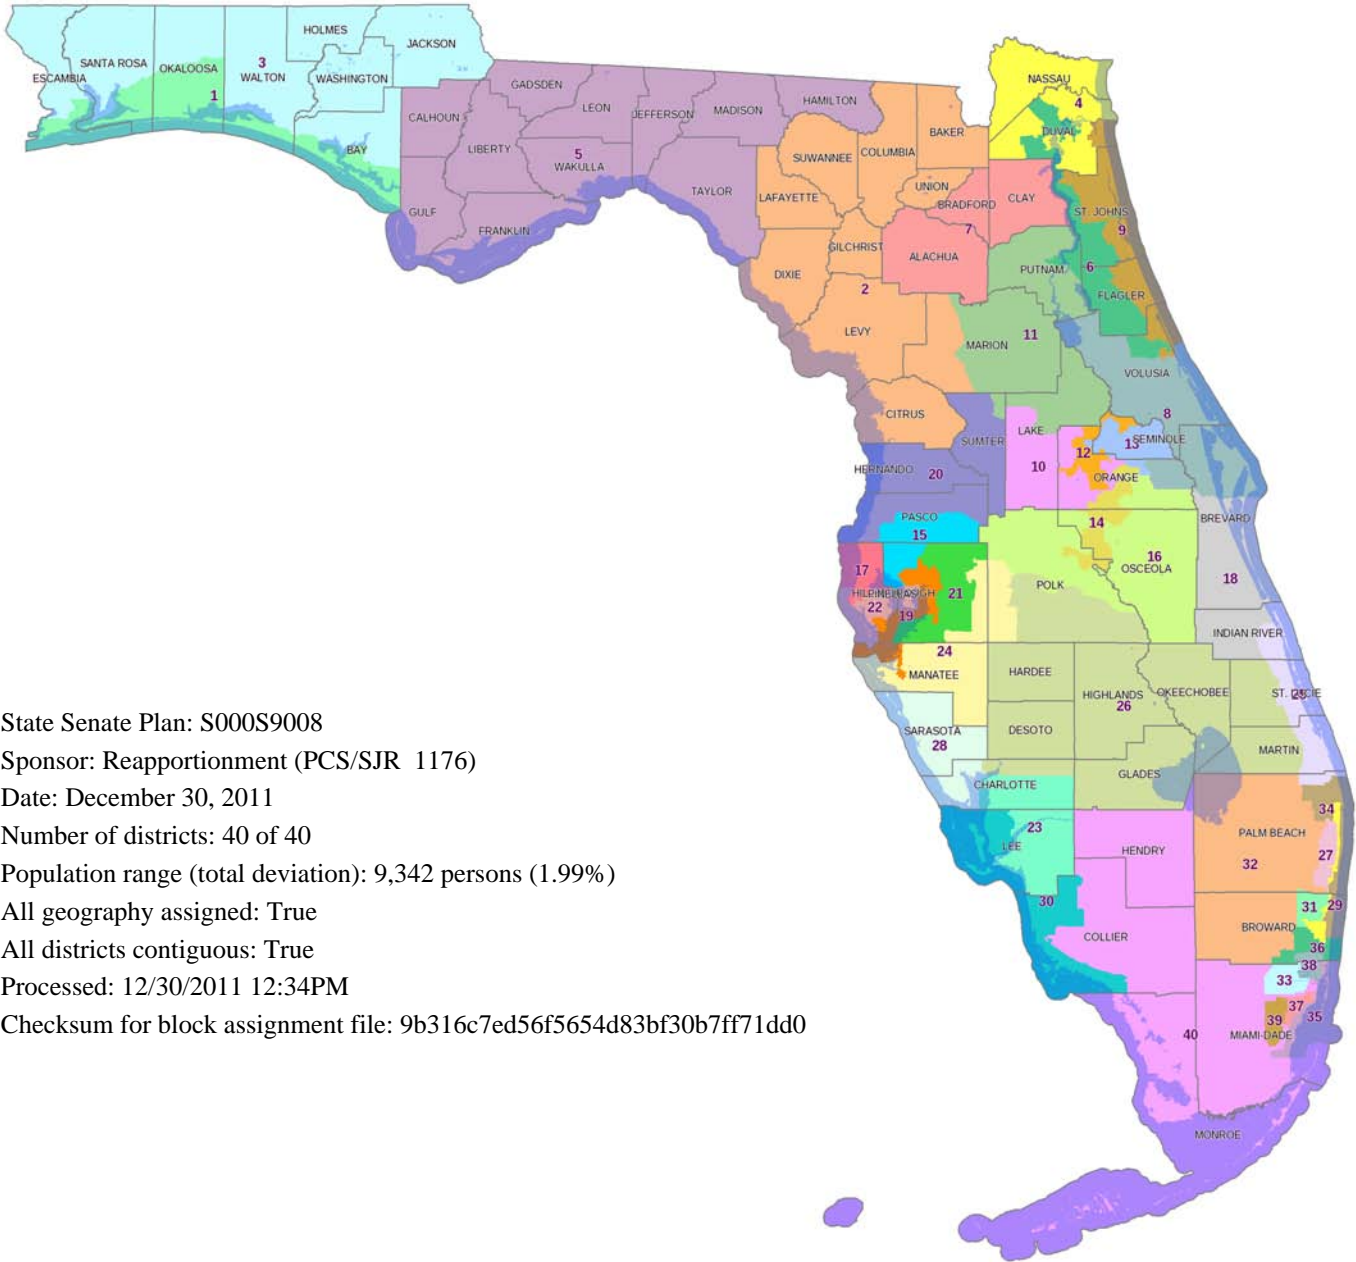 HOLMES
JACKSON
SANTA ROSA
OKALOOSA
3
WALTON
ESCAMBIA
WASHINGTON
1
BAY
GADSDEN
LEON
JEFFERSON
MADISON
HAMILTON
CALHOUN
LIBERTY
5
WAKULLA
TAYLOR
GULF
FRANKLIN
NASSAU
4
DUVAL
BAKER
COLUMBIA
SUWANNEE
UNION
LAFAYETTE
BRADFORD
CLAY
ST. JOHNS
9
7
GILCHRIST
ALACHUA
DIXIE
PUTNAM
6
2
FLAGLER
LEVY
MARION
11
VOLUSIA
8
CITRUS
SUMTER
LAKE
12
13
SEMINOLE
10
HERNANDO
20
ORANGE
PASCO
15
14
BREVARD
16
OSCEOLA
17
21
POLK
18
22
19
INDIAN RIVER
24
MANATEE
HARDEE
HIGHLANDS
26
OKEECHOBEE
SARASOTA
28
DESOTO
MARTIN
CHARLOTTE
GLADES
34
23
LEE
HENDRY
PALM BEACH
32
27
30
31
29
COLLIER
BROWARD
36
38
33
37
39
35
40
MIAMI-DADE
MONROE
State Senate Plan: S000S9008
Sponsor: Reapportionment (PCS/SJR 1176)
Date: December 30, 2011
Number of districts: 40 of 40
Population range (total deviation): 9,342 persons (1.99%)
All geography assigned: True
All districts contiguous: True
Processed: 12/30/2011 12:34PM
Checksum for block assignment file: 9b316c7ed56f5654d83bf30b7ff71dd0